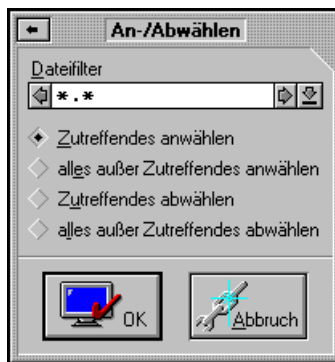 An-/Abwählen
Dateifilter
*.*
Zutreffendes anwählen
alles außer Zutreffendes anwählen
Zutreffendes abwählen
alles außer Zutreffendes abwählen
OK
Abbruch